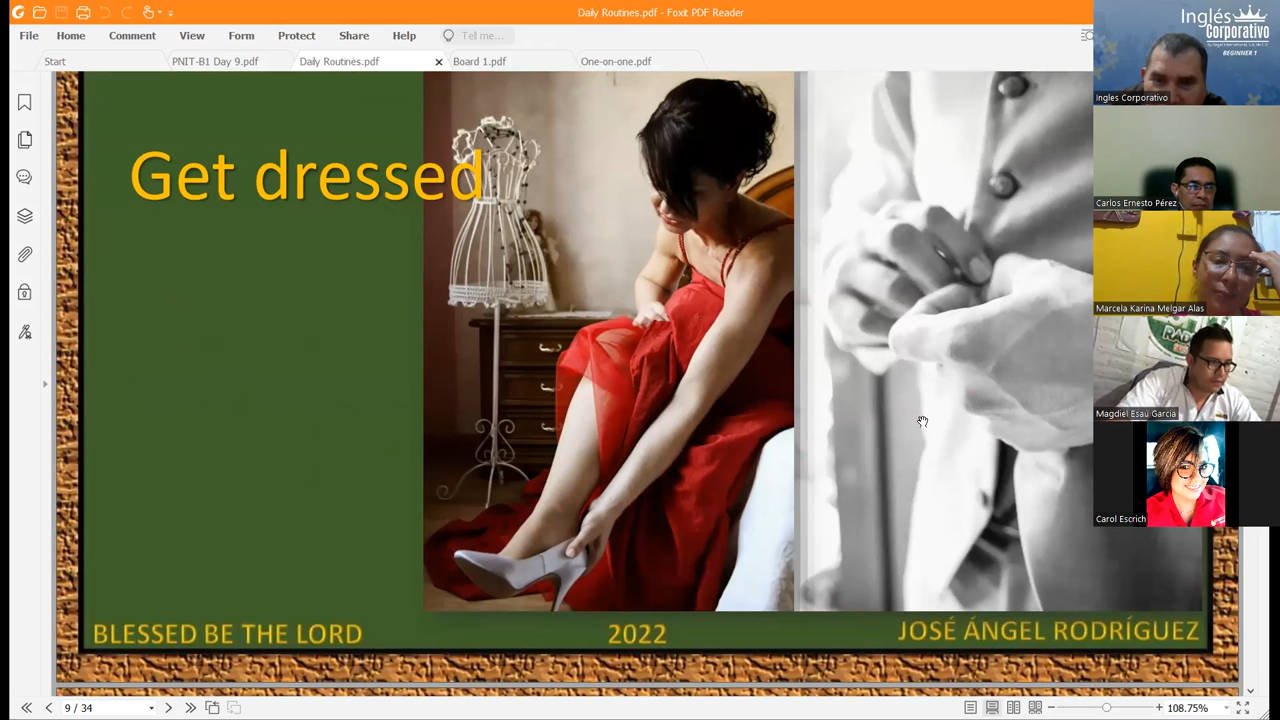 Daily Routines.pdf - Foxit PDF Reader
File Home Comment View Form Protect Share Help Tell me...
Start PNIT-B1 Day 9.pdf Daily Routines.pdf Board 1.pdf One-on-one.pdf
Get dressed
BLESSED BE THE LORD 2022 JOSÉ ÁNGEL RODRÍGUEZ
9 / 34 108.75%
Inglés
Corporativo
BEGINNER 1
Ingles Corporativo
Carlos Ernesto Pérez
Marcela Karina Melgar Alas
Magdiel Esaú García
Carol Escrich